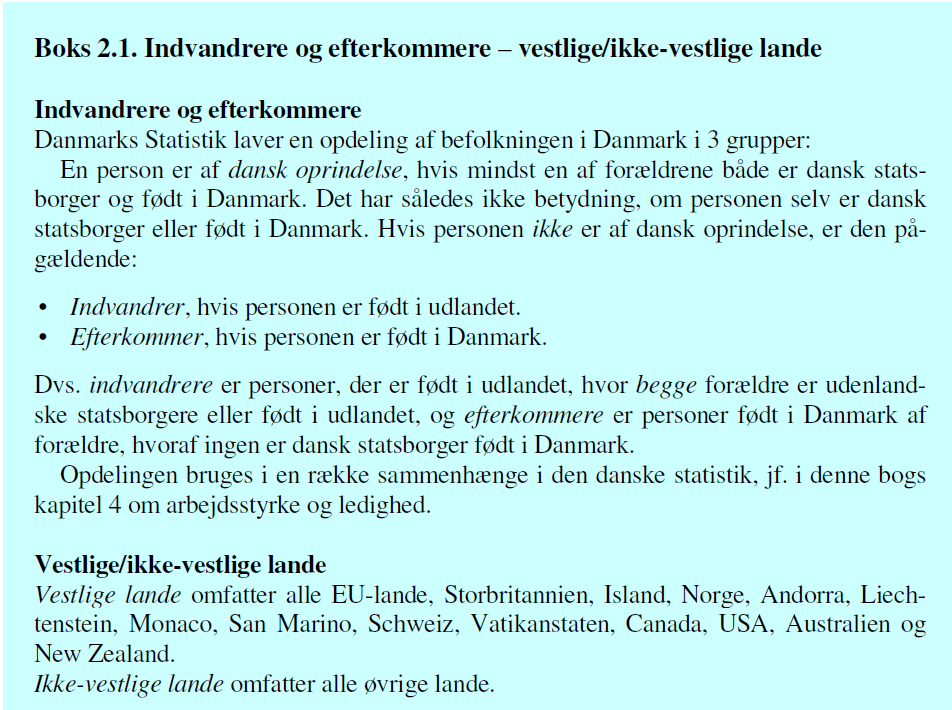 Boks 2.1. Indvandrere og efterkommere – vestlige/ikke-vestlige lande
Indvandrere og efterkommere
Danmarks Statistik laver en opdeling af befolkningen i Danmark i 3 grupper:
En person er af dansk oprindelse, hvis mindst en af forældrene både er dansk stats-
borger og født i Danmark. Det har således ikke betydning, om personen selv er dansk
statsborger eller født i Danmark. Hvis personen ikke er af dansk oprindelse, er den på-
gældende:
• Indvandrer, hvis personen er født i udlandet.
• Efterkommer, hvis personen er født i Danmark.
Dvs. indvandrere er personer, der er født i udlandet, hvor begge forældre er udenland-
ske statsborgere eller født i udlandet, og efterkommere er personer født i Danmark af
forældre, hvoraf ingen er dansk statsborger født i Danmark.
Opdelingen bruges i en række sammenhænge i den danske statistik, jf. i denne bogs
kapitel 4 om arbejdsstyrke og ledighed.
Vestlige/ikke-vestlige lande
Vestlige lande omfatter alle EU-lande, Storbritannien, Island, Norge, Andorra, Liech-
tenstein, Monaco, San Marino, Schweiz, Vatikanstaten, Canada, USA, Australien og
New Zealand.
Ikke-vestlige lande omfatter alle øvrige lande.